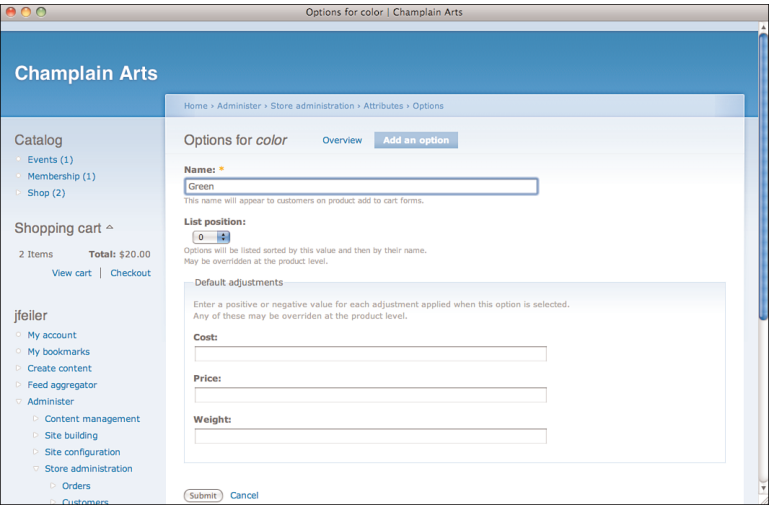 Options for color | Champlain Arts
Champlain Arts
Home › Administer › Store administration › Attributes › Options
Catalog
Events (1)
Membership (1)
Shop (2)
Shopping cart
2 Items Total: $20.00
View cart | Checkout
jfeiler
My account
My bookmarks
Create content
Feed aggregator
Administer
Content management
Site building
Site configuration
Store administration
Orders
Customers
Options for color Overview Add an option
Name: *
Green
This name will appear to customers on product add to cart forms.
List position:
0
Options will be listed sorted by this value and then by their name.
May be overridden at the product level.
Default adjustments
Enter a positive or negative value for each adjustment applied when this option is selected.
Any of these may be overriden at the product level.
Cost:
Price:
Weight:
Submit Cancel